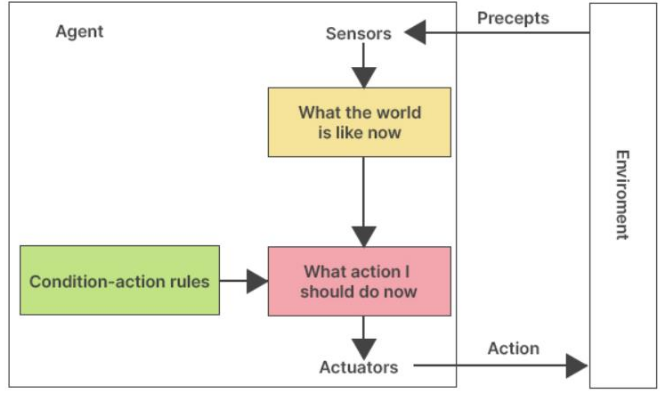 Agent
Sensors
Precepts
What the world
is like now
Enviroment
Condition-action rules
What action I
should do now
Actuators
Action